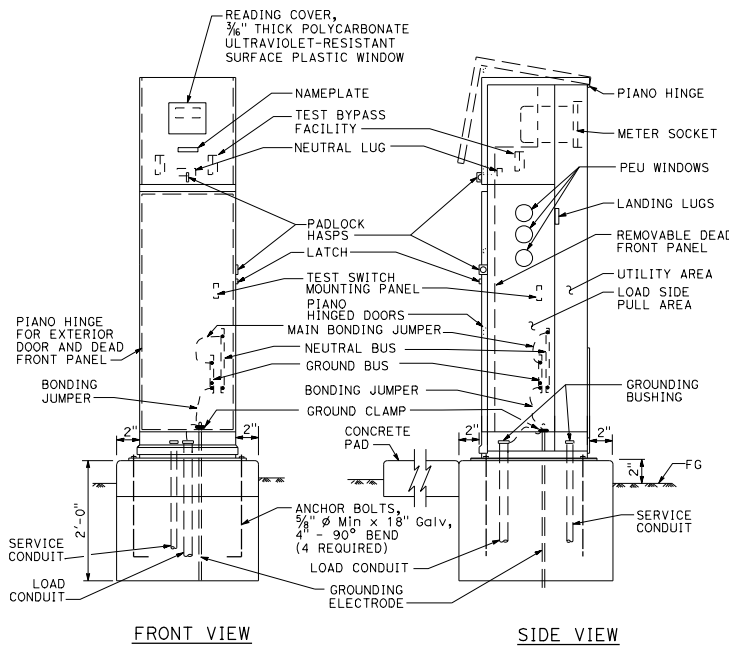 READING COVER,
3/16" THICK POLYCARBONATE
ULTRAVIOLET-RESISTANT
SURFACE PLASTIC WINDOW
NAMEPLATE
TEST BYPASS
FACILITY
NEUTRAL LUG
PADLOCK
HASPS
LATCH
TEST SWITCH
MOUNTING PANEL
PIANO
HINGED DOORS
MAIN BONDING JUMPER
NEUTRAL BUS
GROUND BUS
BONDING JUMPER
GROUND CLAMP
PIANO HINGE
FOR EXTERIOR
DOOR AND DEAD
FRONT PANEL
BONDING
JUMPER
2"
2"
2'-0"
CONCRETE
PAD
ANCHOR BOLTS,
5/8" Ø Min x 18" Galv,
4" - 90° BEND
(4 REQUIRED)
SERVICE
CONDUIT
LOAD
CONDUIT
LOAD CONDUIT
GROUNDING
ELECTRODE
FRONT VIEW
PIANO HINGE
METER SOCKET
PEU WINDOWS
LANDING LUGS
REMOVABLE DEAD
FRONT PANEL
UTILITY AREA
LOAD SIDE
PULL AREA
GROUNDING
BUSHING
2"
2"
2"
FG
SERVICE
CONDUIT
SIDE VIEW